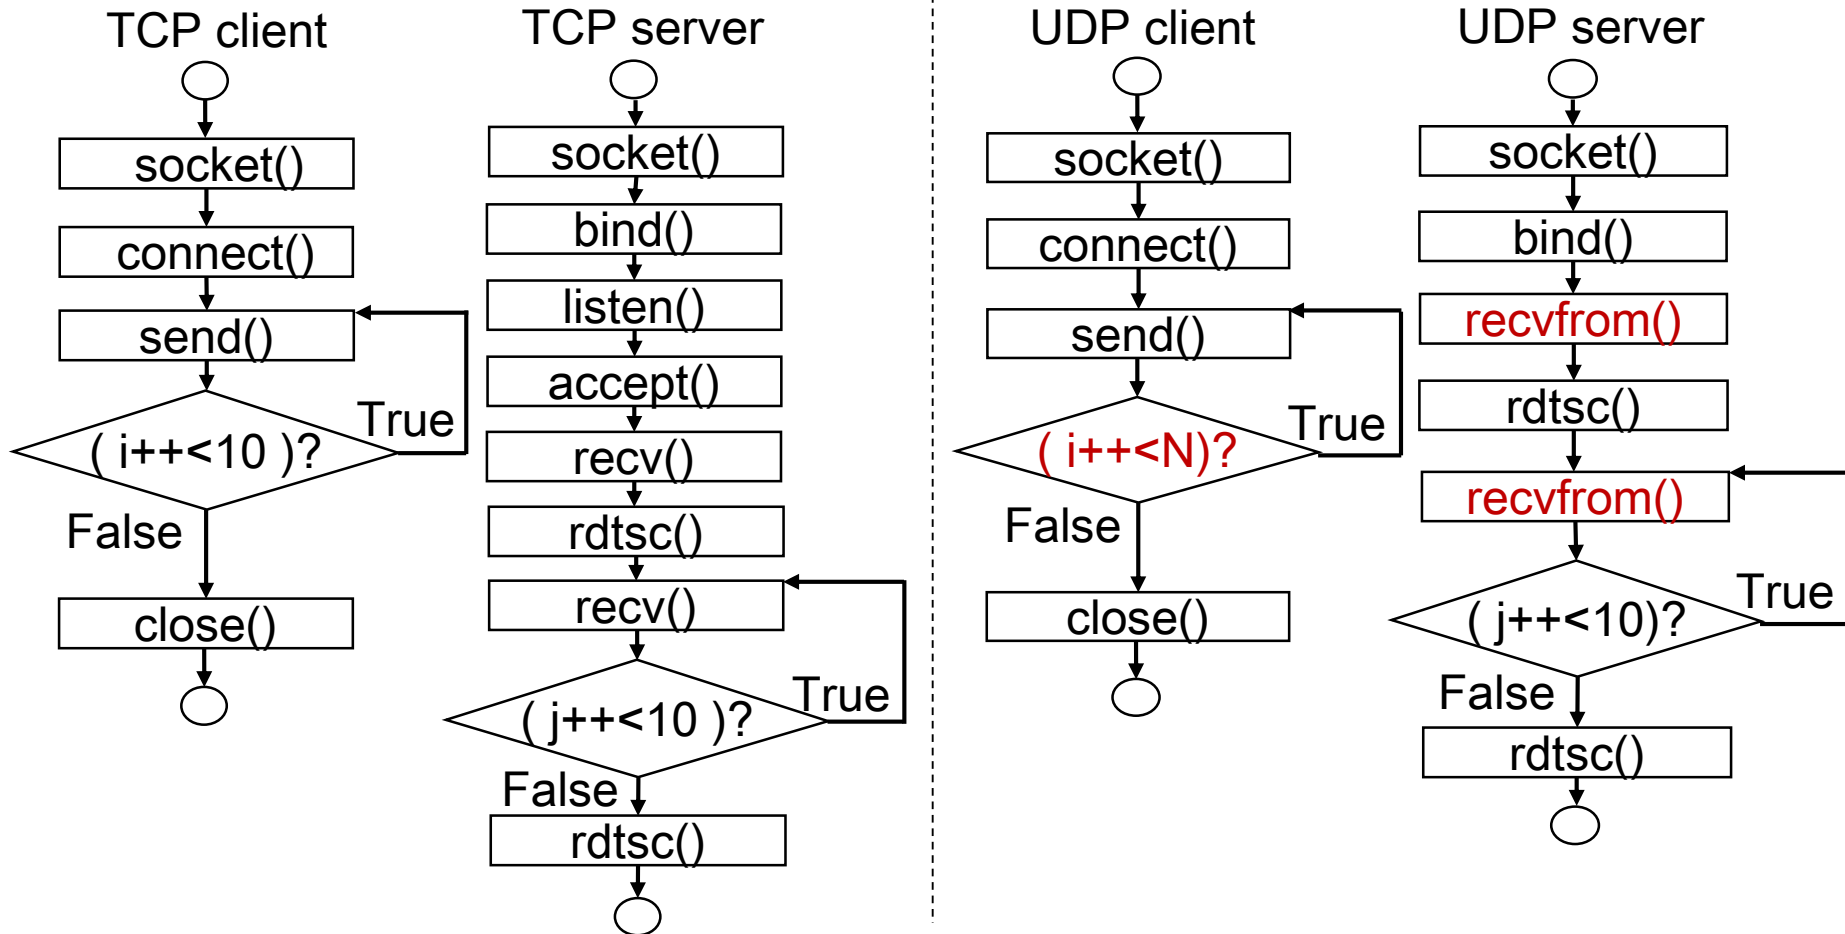 TCP client
socket()
connect()
send()
( i++<10 )?
True
False
close()
TCP server
socket()
bind()
listen()
accept()
recv()
rdtsc()
recv()
( j++<10 )?
True
False
rdtsc()
UDP client
socket()
connect()
send()
( i++<N)?
True
False
close()
UDP server
socket()
bind()
recvfrom()
rdtsc()
recvfrom()
( j++<10)?
True
False
rdtsc()